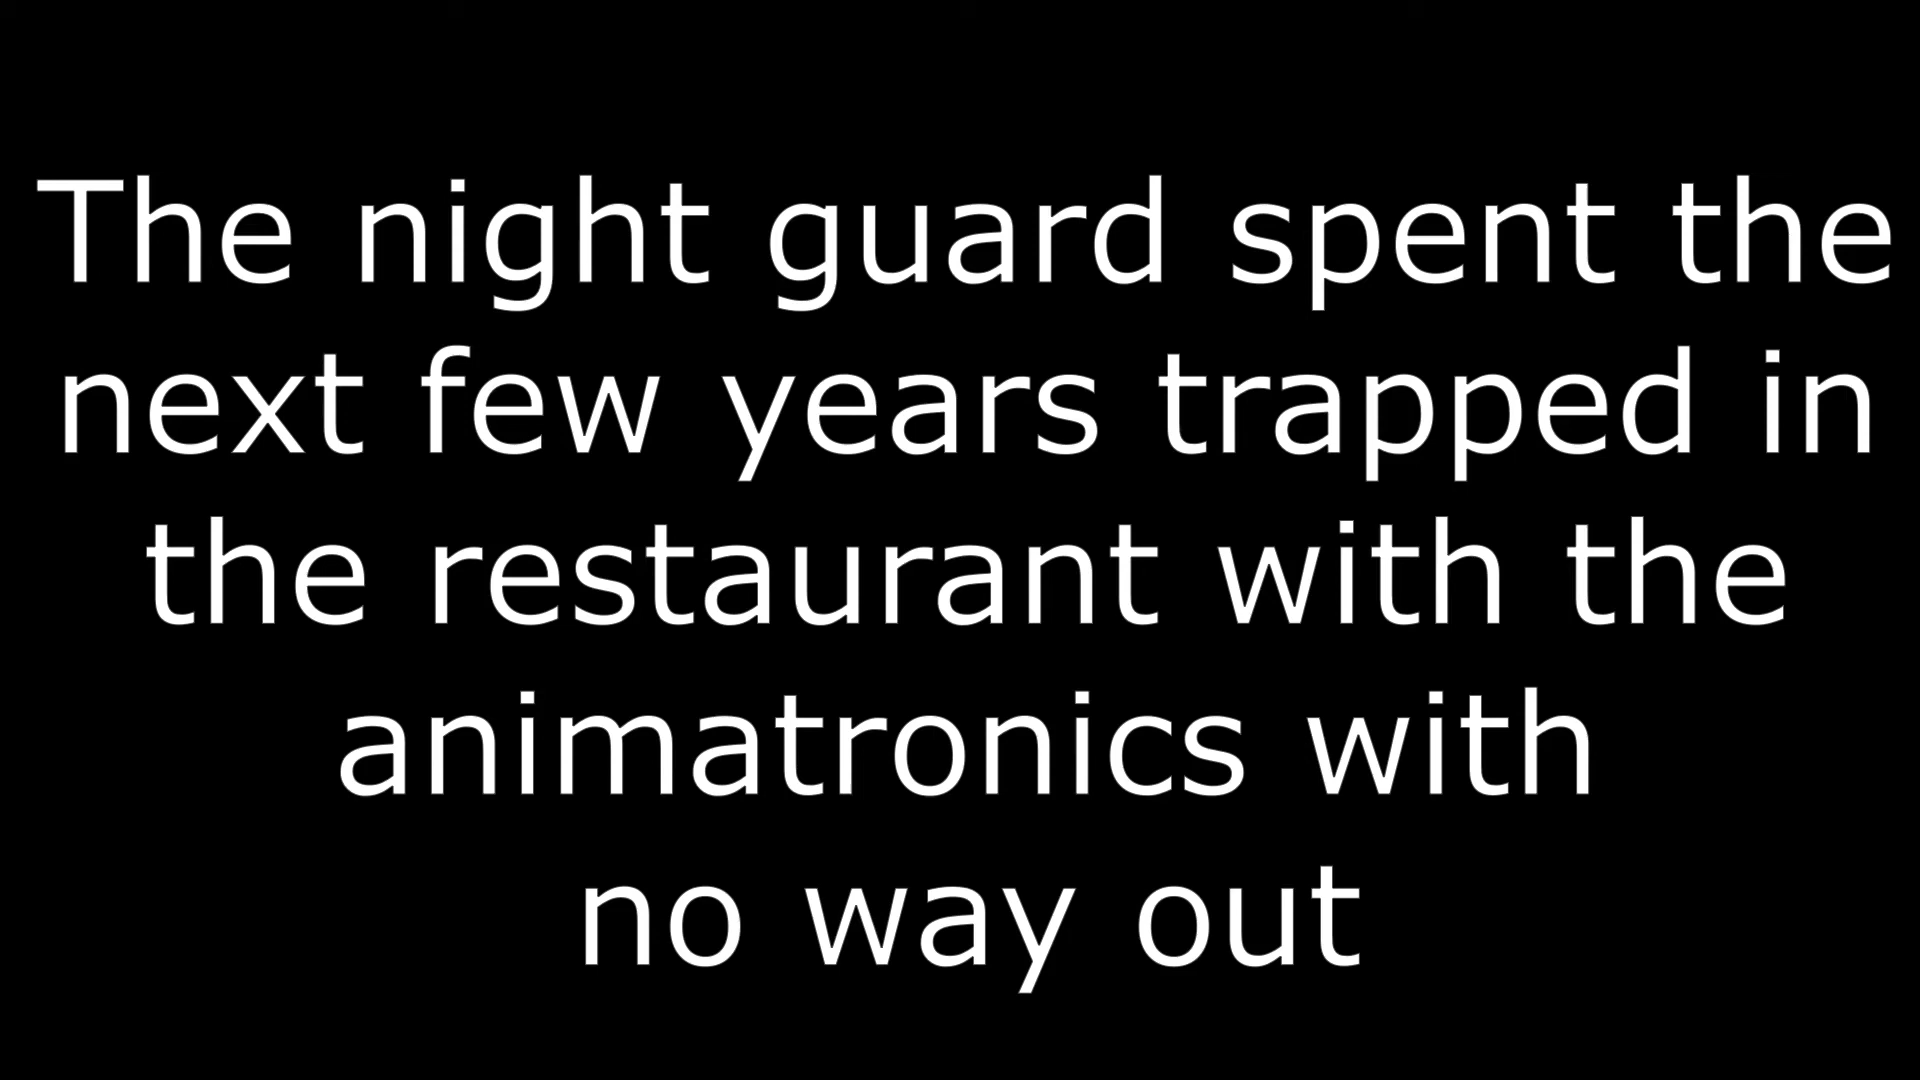 The night guard spent the
next few years trapped in
the restaurant with the
animatronics with
no way out